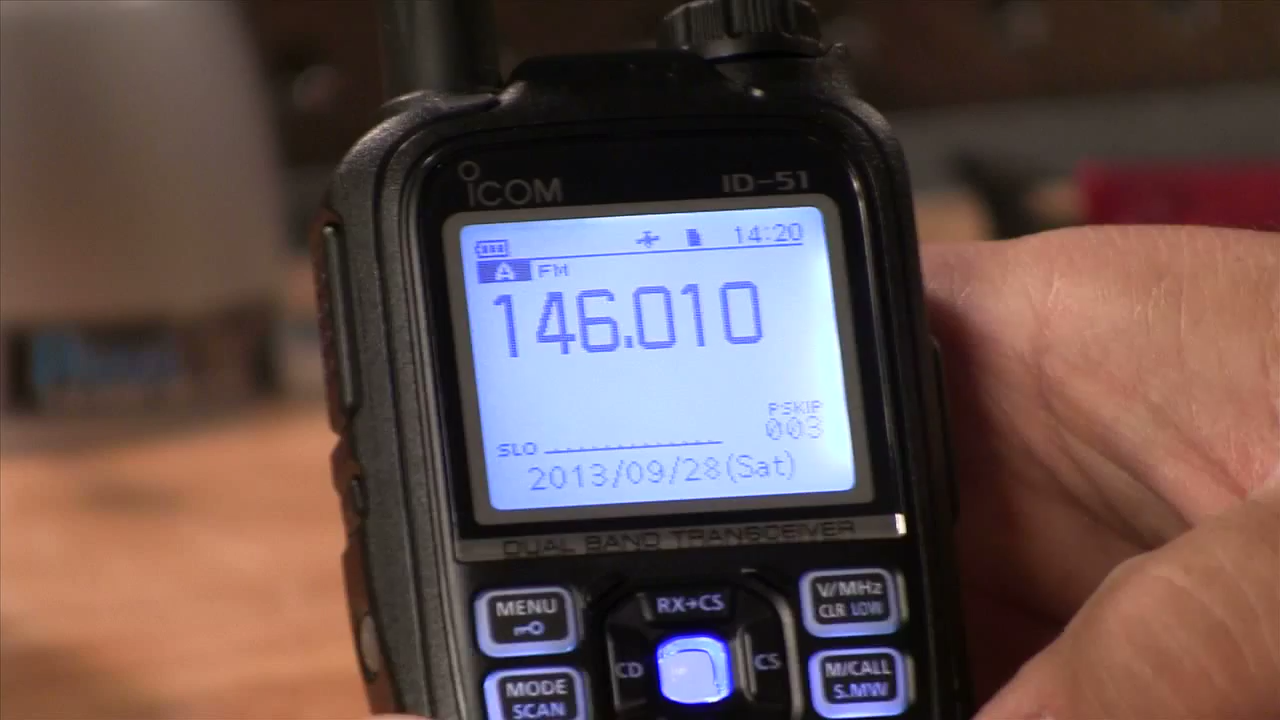 ICOM ID-51
14:20
A FM
146.010
PSKIP
003
SLO
2013/09/28(Sat)
DUAL BAND TRANSCEIVER
MENU
RX→CS
V/MHz
CLR LOW
CD
CS
MODE
SCAN
M/CALL
S.MW